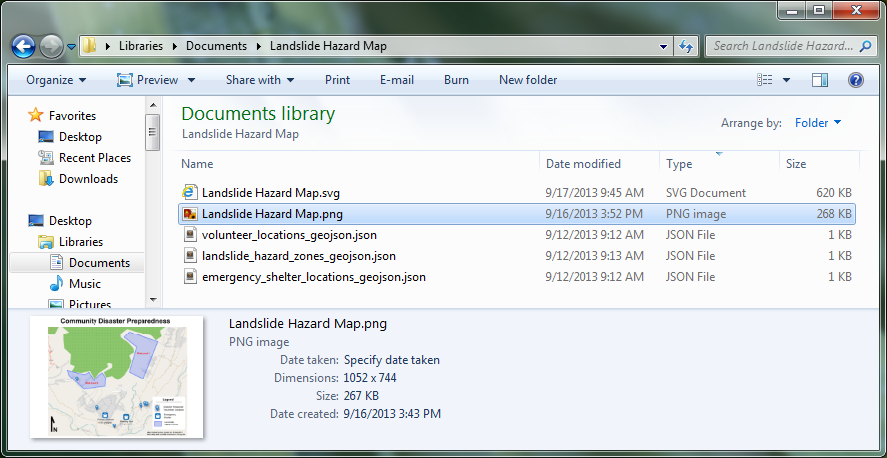 Libraries Documents Landslide Hazard Map
Search Landslide Hazard...
Organize Preview Share with Print E-mail Burn New folder
Favorites
Desktop
Recent Places
Downloads
Desktop
Libraries
Documents
Music
Pictures
Documents library
Landslide Hazard Map
Arrange by: Folder
Name Date modified Type Size
Landslide Hazard Map.svg 9/17/2013 9:45 AM SVG Document 620 KB
Landslide Hazard Map.png 9/16/2013 3:52 PM PNG image 268 KB
volunteer_locations_geojson.json 9/12/2013 9:12 AM JSON File 1 KB
landslide_hazard_zones_geojson.json 9/12/2013 9:13 AM JSON File 1 KB
emergency_shelter_locations_geojson.json 9/12/2013 9:12 AM JSON File 1 KB
Community Disaster Preparedness
Legend
N
Landslide Hazard Map.png
PNG image
Date taken: Specify date taken
Dimensions: 1052 x 744
Size: 267 KB
Date created: 9/16/2013 3:43 PM